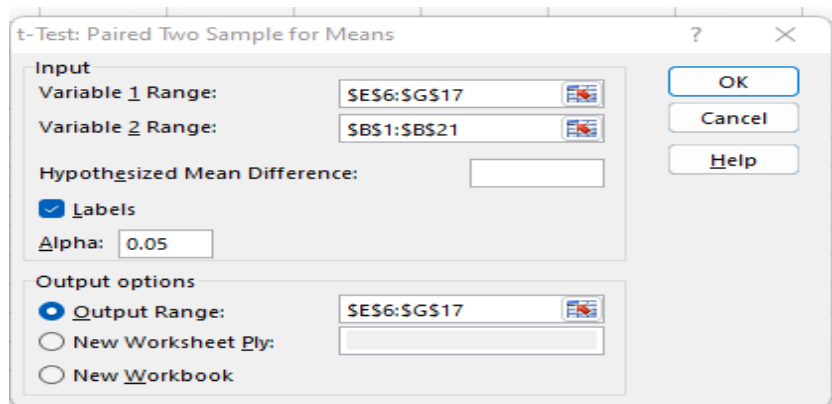 t-Test: Paired Two Sample for Means ? ×
Input
Variable 1 Range: $E$6:$G$17
Variable 2 Range: $B$1:$B$21
Hypothesized Mean Difference:
Labels
Alpha: 0.05
OK
Cancel
Help
Output options
Output Range: $E$6:$G$17
New Worksheet Ply:
New Workbook